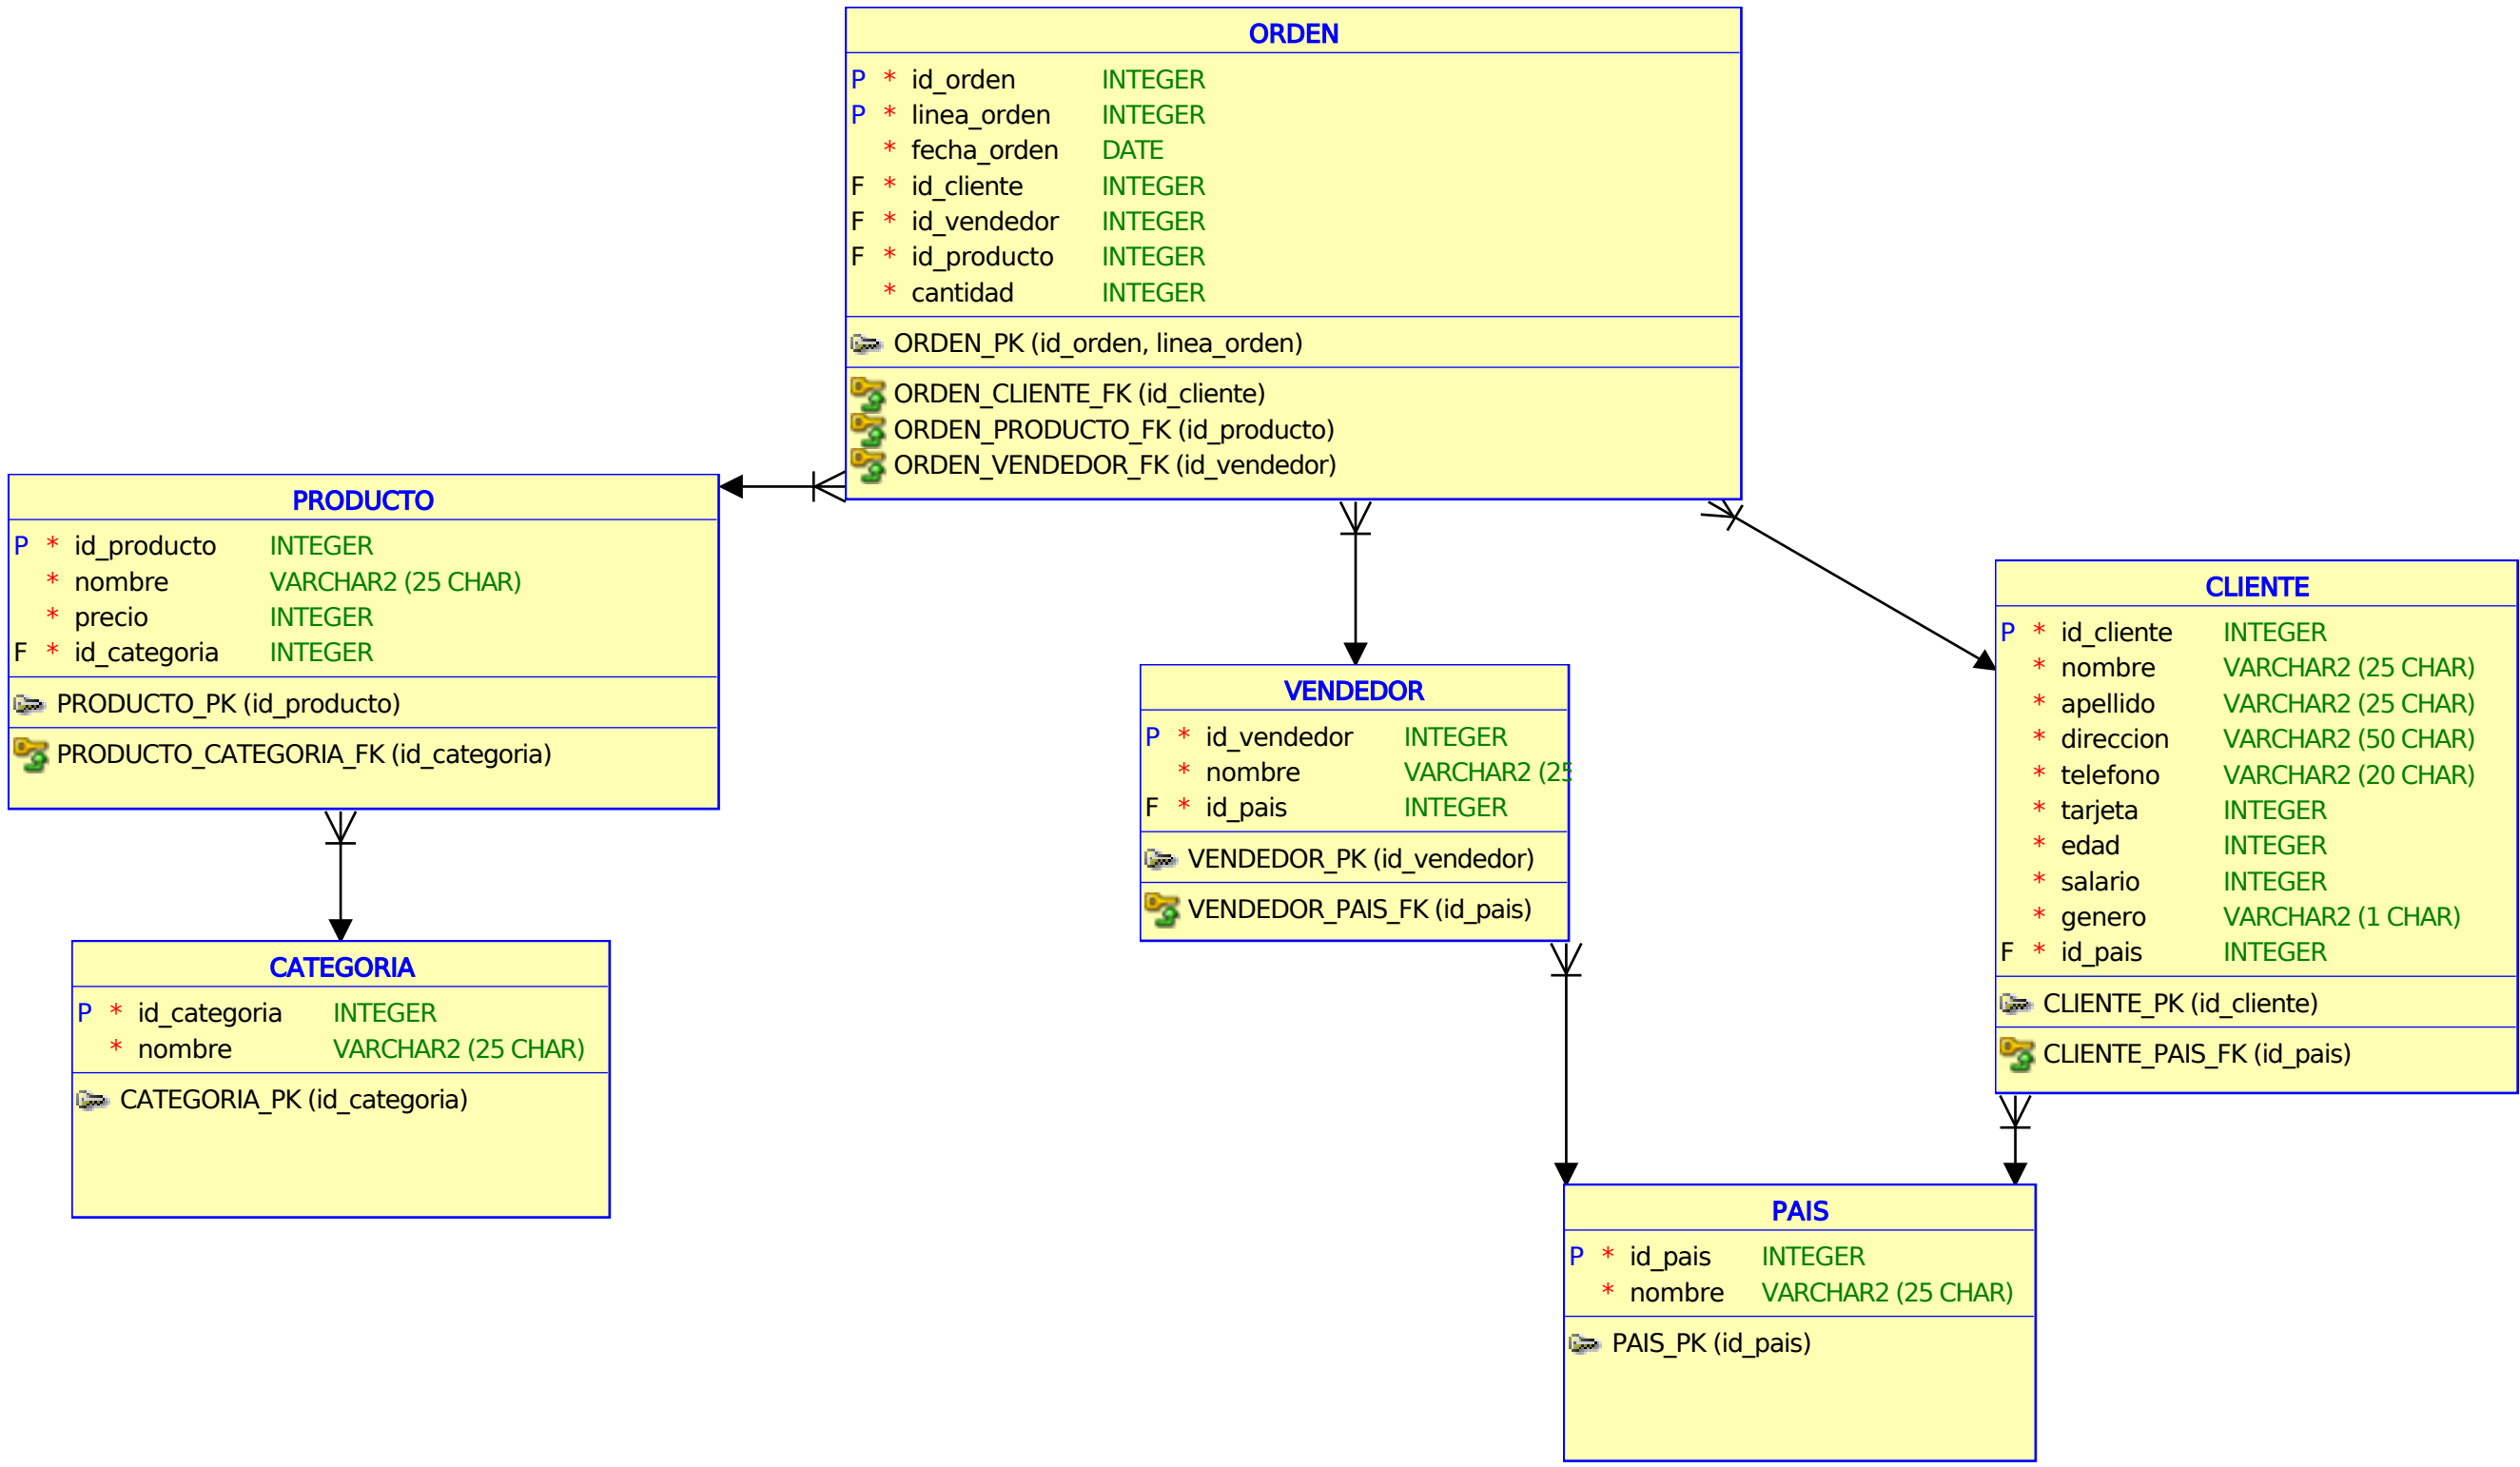 ORDEN
P * id_orden INTEGER
P * linea_orden INTEGER
* fecha_orden DATE
F * id_cliente INTEGER
F * id_vendedor INTEGER
F * id_producto INTEGER
* cantidad INTEGER
ORDEN_PK (id_orden, linea_orden)
ORDEN_CLIENTE_FK (id_cliente)
ORDEN_PRODUCTO_FK (id_producto)
ORDEN_VENDEDOR_FK (id_vendedor)
PRODUCTO
P * id_producto INTEGER
* nombre VARCHAR2 (25 CHAR)
* precio INTEGER
F * id_categoria INTEGER
PRODUCTO_PK (id_producto)
PRODUCTO_CATEGORIA_FK (id_categoria)
CATEGORIA
P * id_categoria INTEGER
* nombre VARCHAR2 (25 CHAR)
CATEGORIA_PK (id_categoria)
VENDEDOR
P * id_vendedor INTEGER
* nombre VARCHAR2 (25
F * id_pais INTEGER
VENDEDOR_PK (id_vendedor)
VENDEDOR_PAIS_FK (id_pais)
CLIENTE
P * id_cliente INTEGER
* nombre VARCHAR2 (25 CHAR)
* apellido VARCHAR2 (25 CHAR)
* direccion VARCHAR2 (50 CHAR)
* telefono VARCHAR2 (20 CHAR)
* tarjeta INTEGER
* edad INTEGER
* salario INTEGER
* genero VARCHAR2 (1 CHAR)
F * id_pais INTEGER
CLIENTE_PK (id_cliente)
CLIENTE_PAIS_FK (id_pais)
PAIS
P * id_pais INTEGER
* nombre VARCHAR2 (25 CHAR)
PAIS_PK (id_pais)